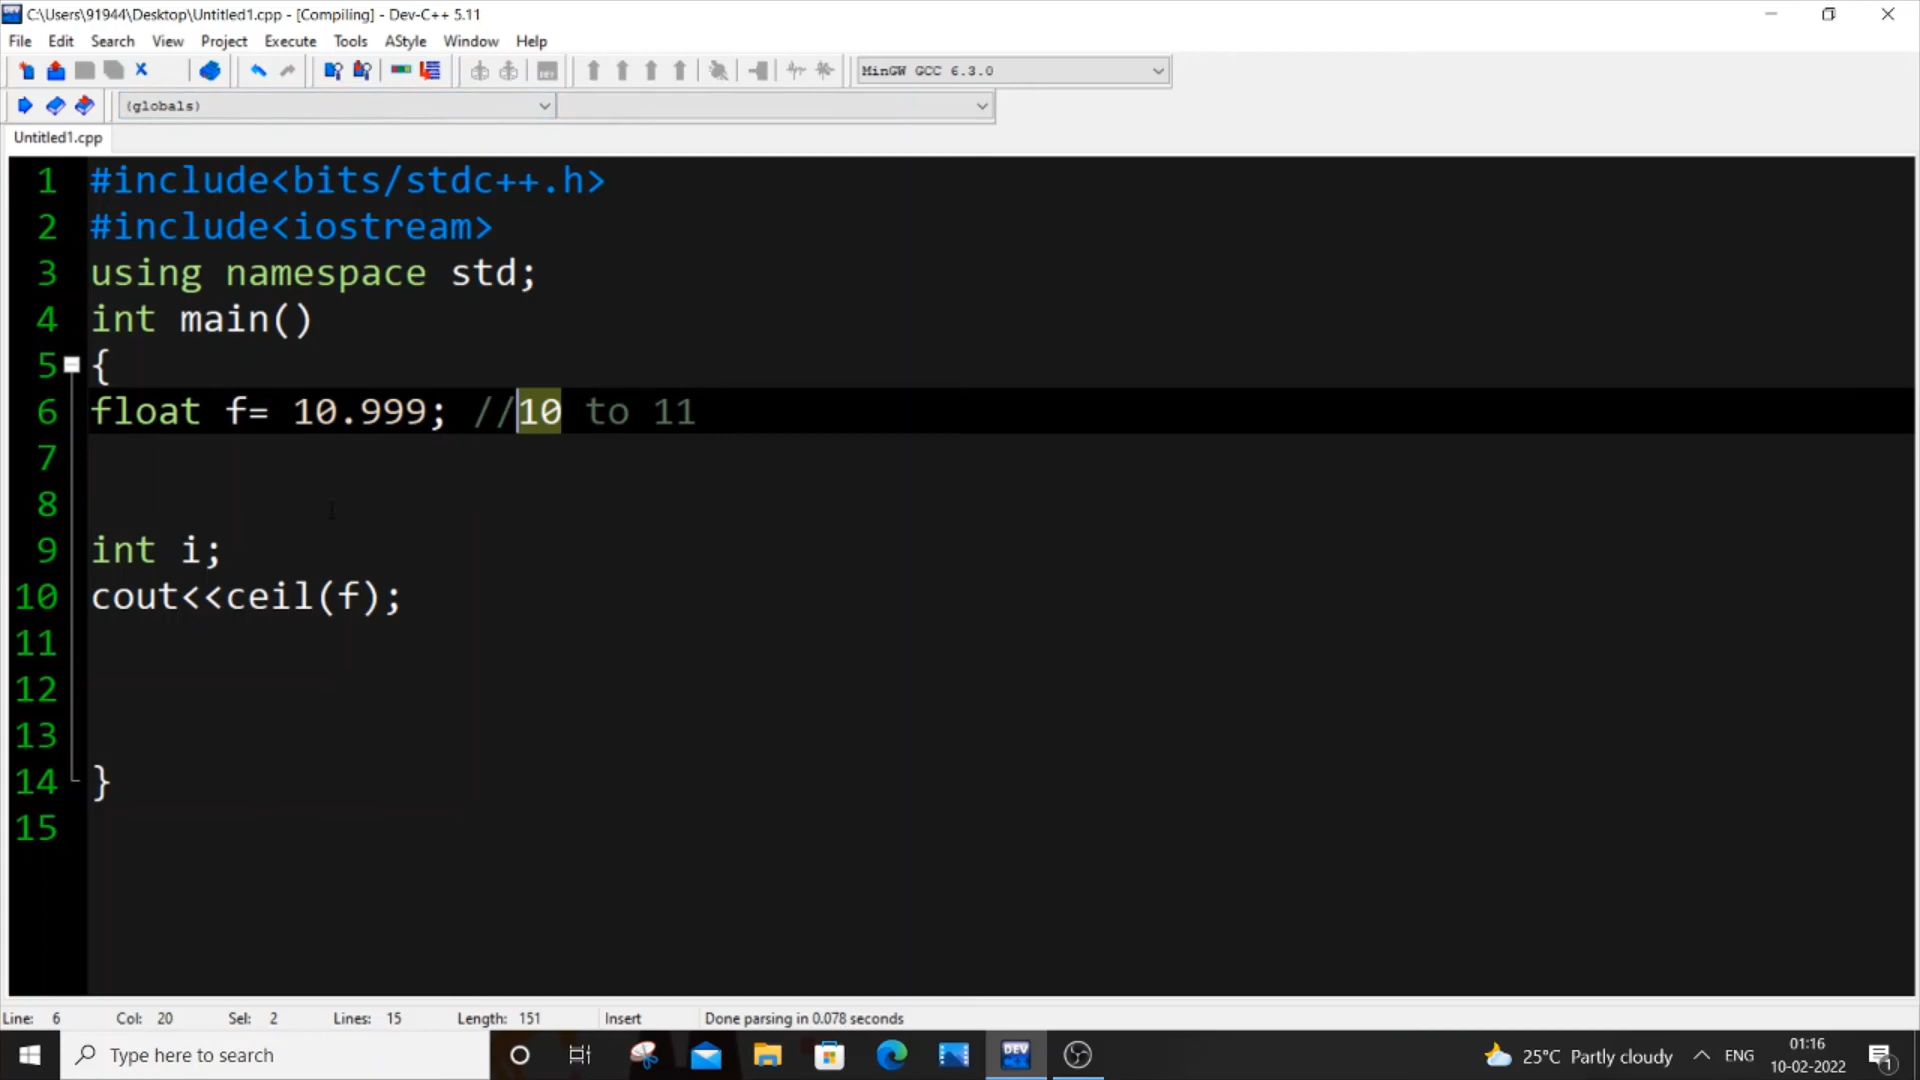 C:\Users\91944\Desktop\Untitled1.cpp - [Compiling] - Dev-C++ 5.11
File Edit Search View Project Execute Tools AStyle Window Help
MinGW GCC 6.3.0
(globals)
Untitled1.cpp
1 #include<bits/stdc++.h>
2 #include<iostream>
3 using namespace std;
4 int main()
5 {
6 float f= 10.999; //10 to 11
7
8
9 int i;
10 cout<<ceil(f);
11
12
13
14 }
15
Line: 6 Col: 20 Sel: 2 Lines: 15 Length: 151 Insert Done parsing in 0.078 seconds
Type here to search
DEV
25°C Partly cloudy
ENG
01:16
10-02-2022
1